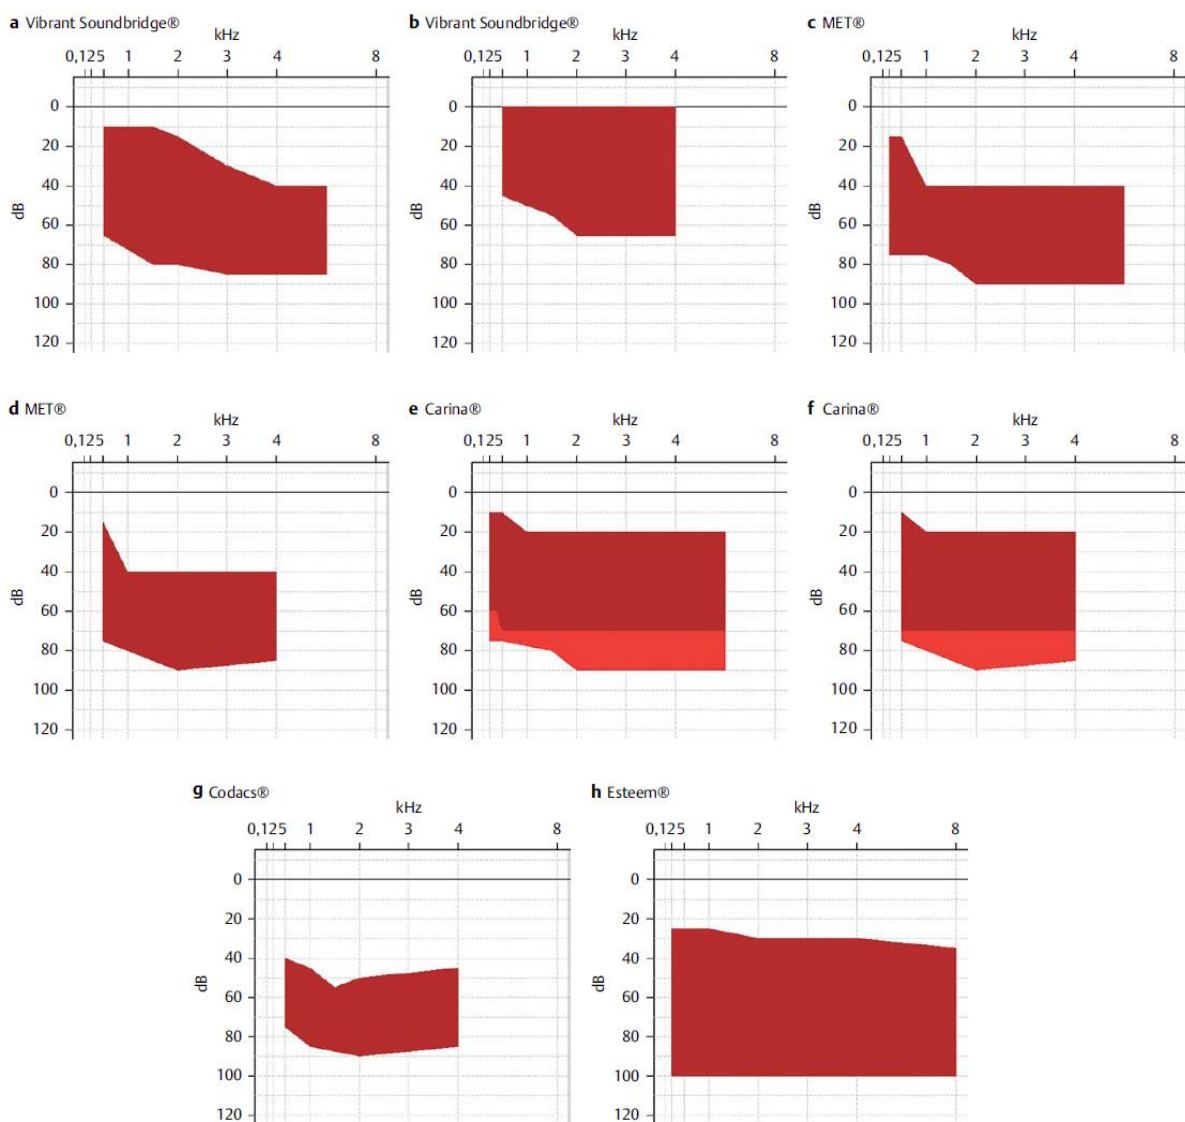 a Vibrant Soundbridge®
kHz
0,125 1 2 3 4 8
0
20
40
60
80
100
120
dB
b Vibrant Soundbridge®
kHz
0,125 1 2 3 4 8
0
20
40
60
80
100
120
dB
c MET®
kHz
0,125 1 2 3 4 8
0
20
40
60
80
100
120
dB
d MET®
kHz
0,125 1 2 3 4 8
0
20
40
60
80
100
120
dB
e Carina®
kHz
0,125 1 2 3 4 8
0
20
40
60
80
100
120
dB
f Carina®
kHz
0,125 1 2 3 4 8
0
20
40
60
80
100
120
dB
g Codacs®
kHz
0,125 1 2 3 4 8
0
20
40
60
80
100
120
dB
h Esteem®
kHz
0,125 1 2 3 4 8
0
20
40
60
80
100
120
dB